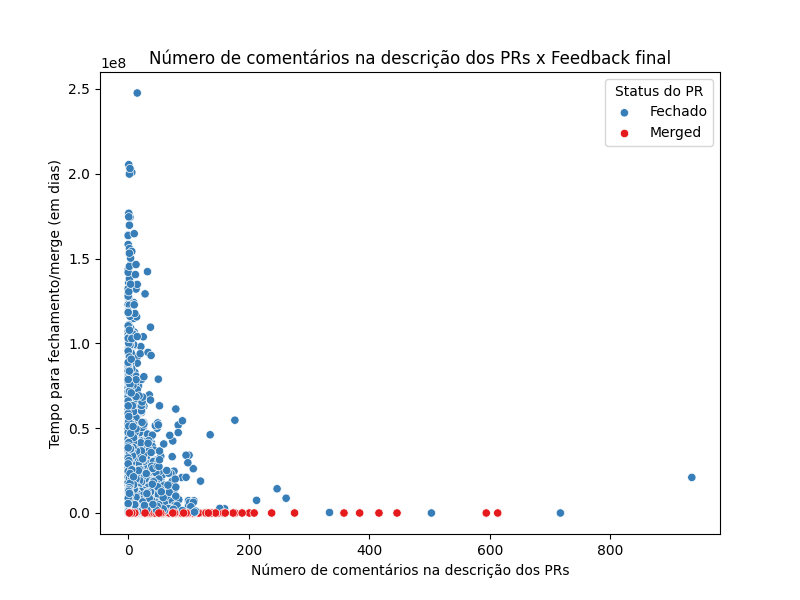 Número de comentários na descrição dos PRs x Feedback final
1e8
2.5
2.0
1.5
1.0
0.5
0.0
Tempo para fechamento/merge (em dias)
Status do PR
Fechado
Merged
0 200 400 600 800
Número de comentários na descrição dos PRs